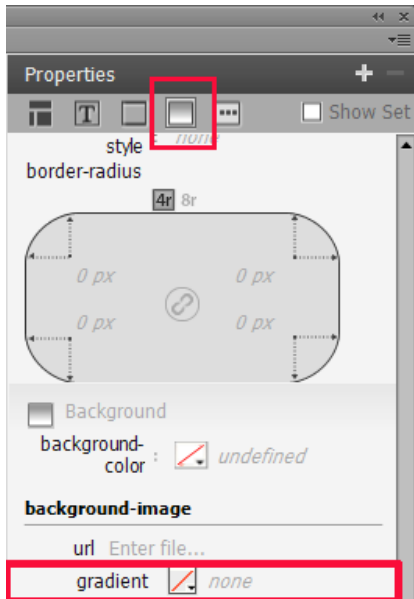 Properties
T
Show Set
style : none
border-radius
4r 8r
0 px 0 px
0 px 0 px
Background
background-
color : undefined
background-image
url Enter file...
gradient none